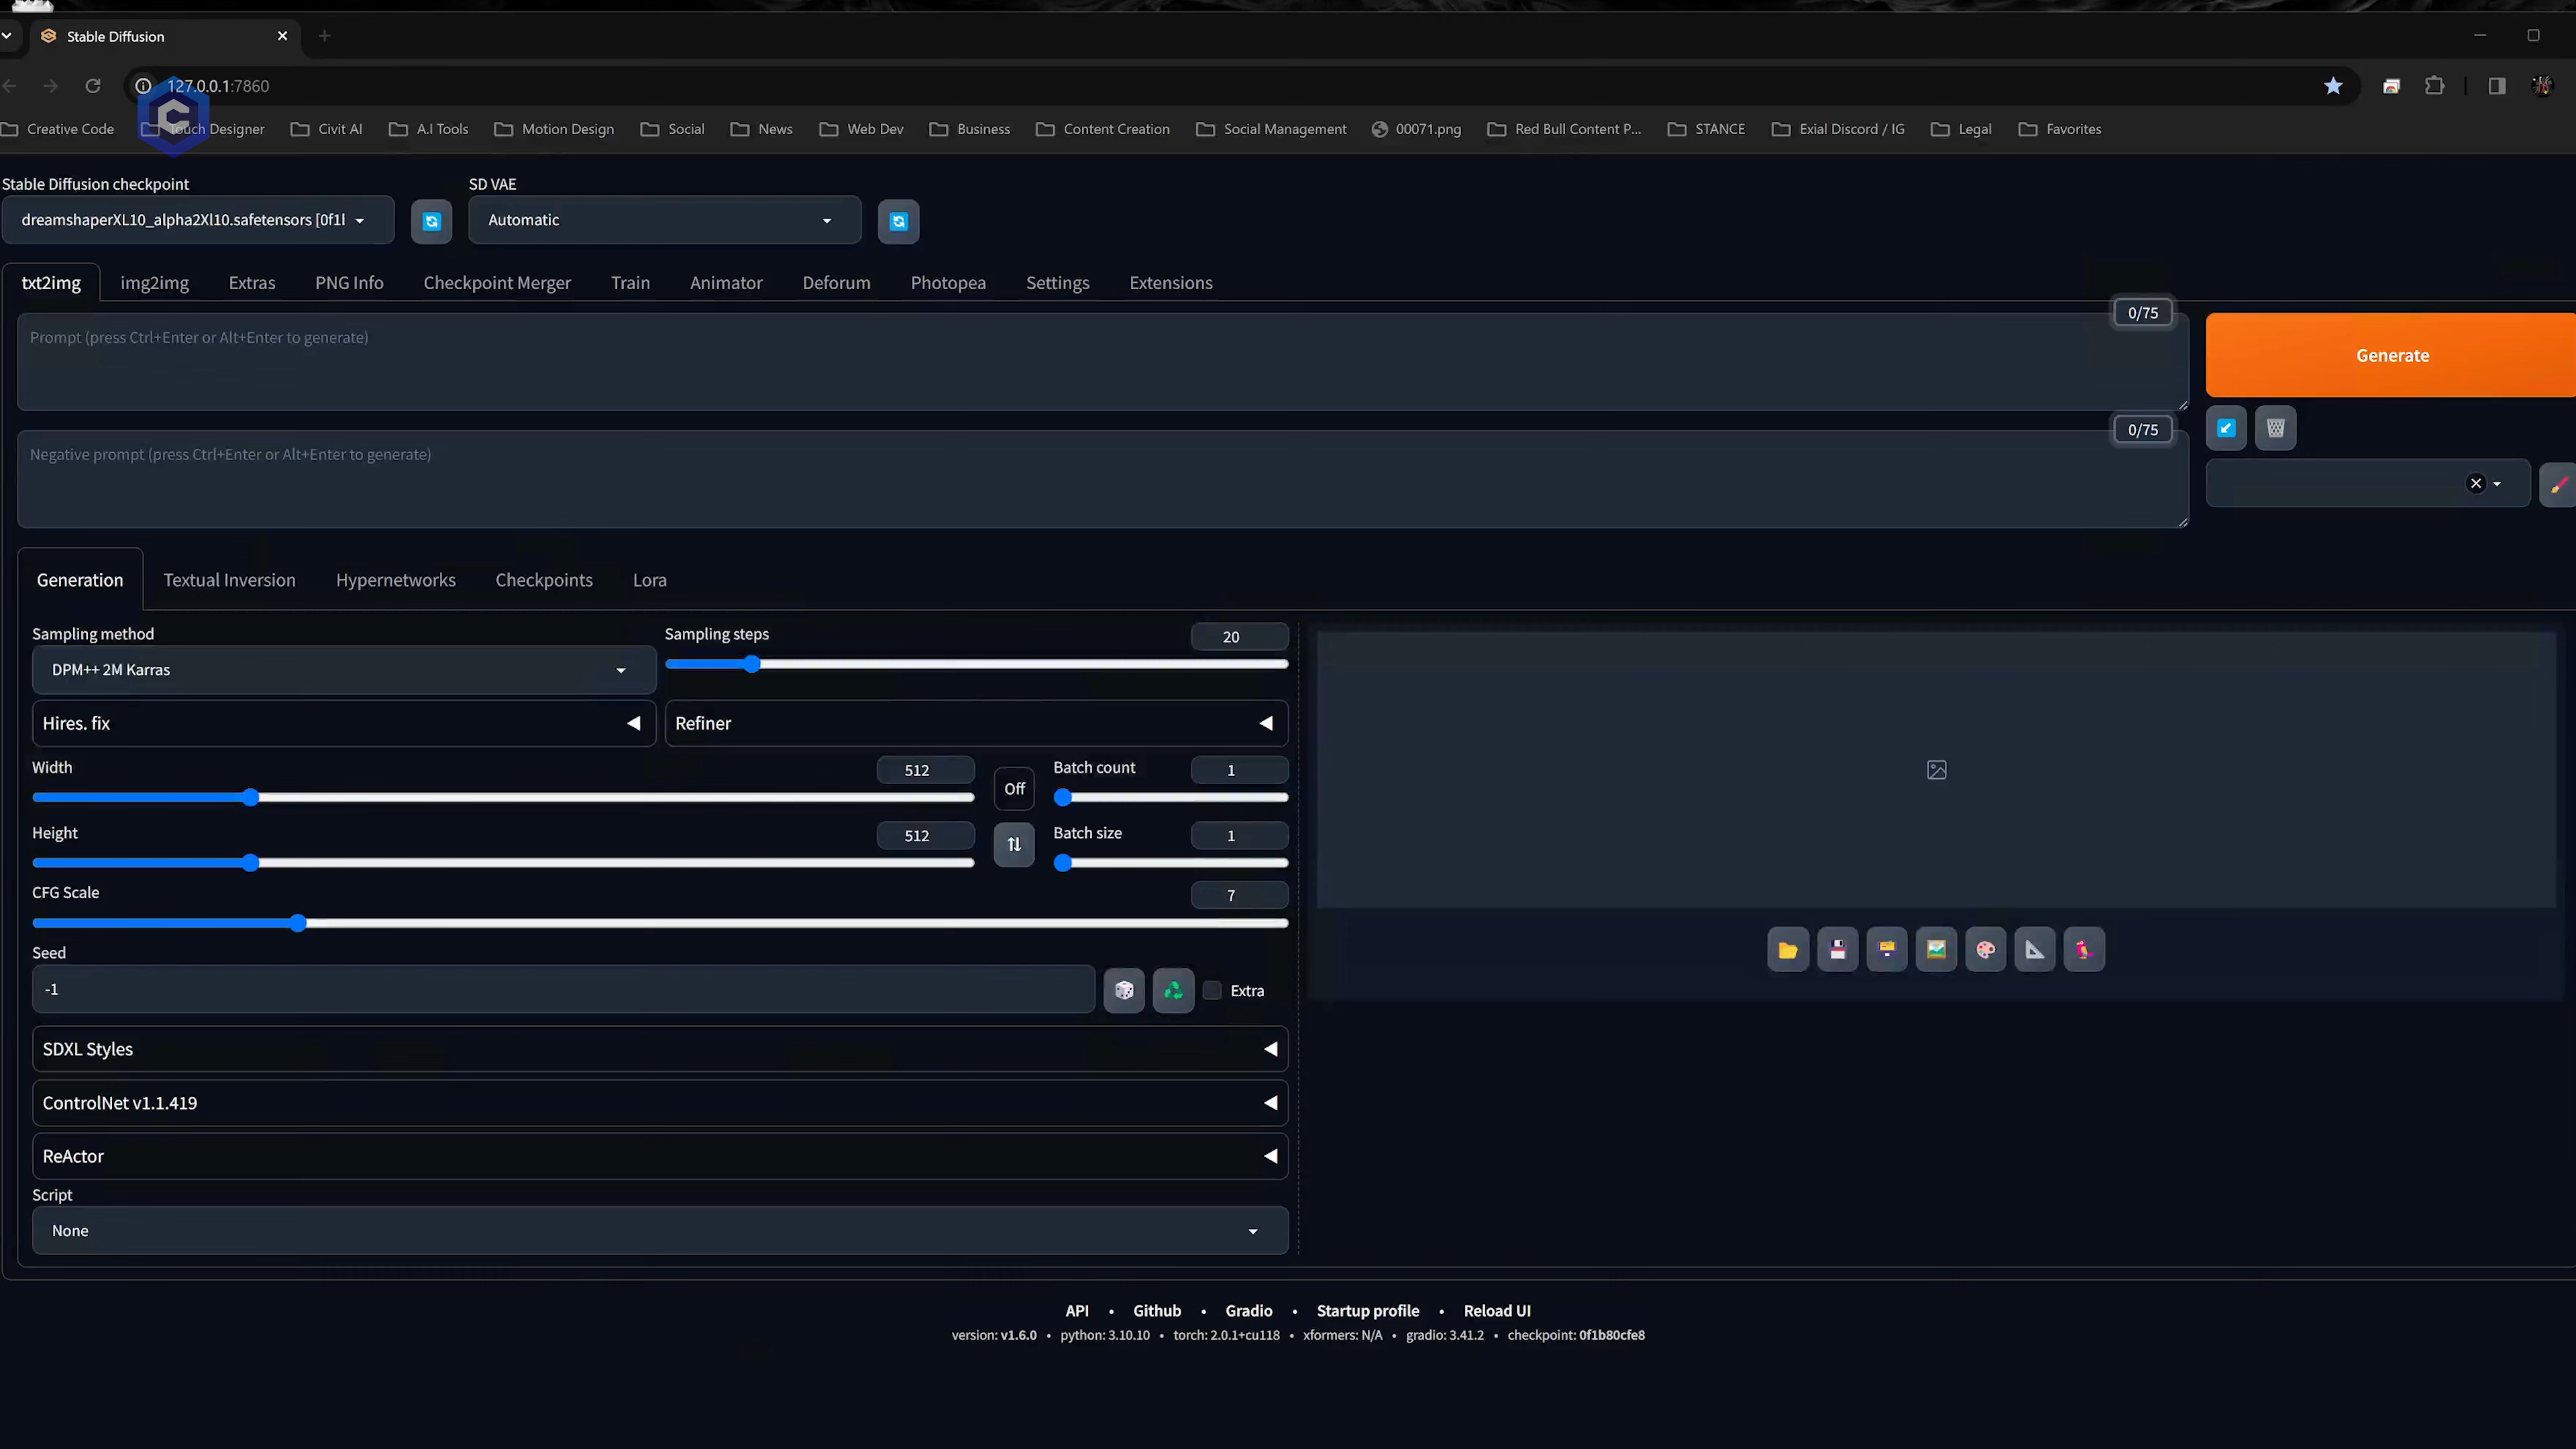 Stable Diffusion
127.0.0.1:7860
Creative Code Touch Designer Civit AI A.I Tools Motion Design Social News Web Dev Business Content Creation Social Management 00071.png Red Bull Content P... STANCE Exial Discord / IG Legal Favorites
Stable Diffusion checkpoint SD VAE
dreamshaperXL10_alpha2Xl10.safetensors [0f1l Automatic
txt2img img2img Extras PNG Info Checkpoint Merger Train Animator Deforum Photopea Settings Extensions
0/75
Prompt (press Ctrl+Enter or Alt+Enter to generate)
Generate
0/75
Negative prompt (press Ctrl+Enter or Alt+Enter to generate)
Generation Textual Inversion Hypernetworks Checkpoints Lora
Sampling method Sampling steps 20
DPM++ 2M Karras
Hires. fix Refiner
Width 512 Off Batch count 1
Height 512 Batch size 1
CFG Scale 7
Seed
-1 Extra
SDXL Styles
ControlNet v1.1.419
ReActor
Script
None
API • Github • Gradio • Startup profile • Reload UI
version: v1.6.0 • python: 3.10.10 • torch: 2.0.1+cu118 • xformers: N/A • gradio: 3.41.2 • checkpoint: 0f1b80cfe8